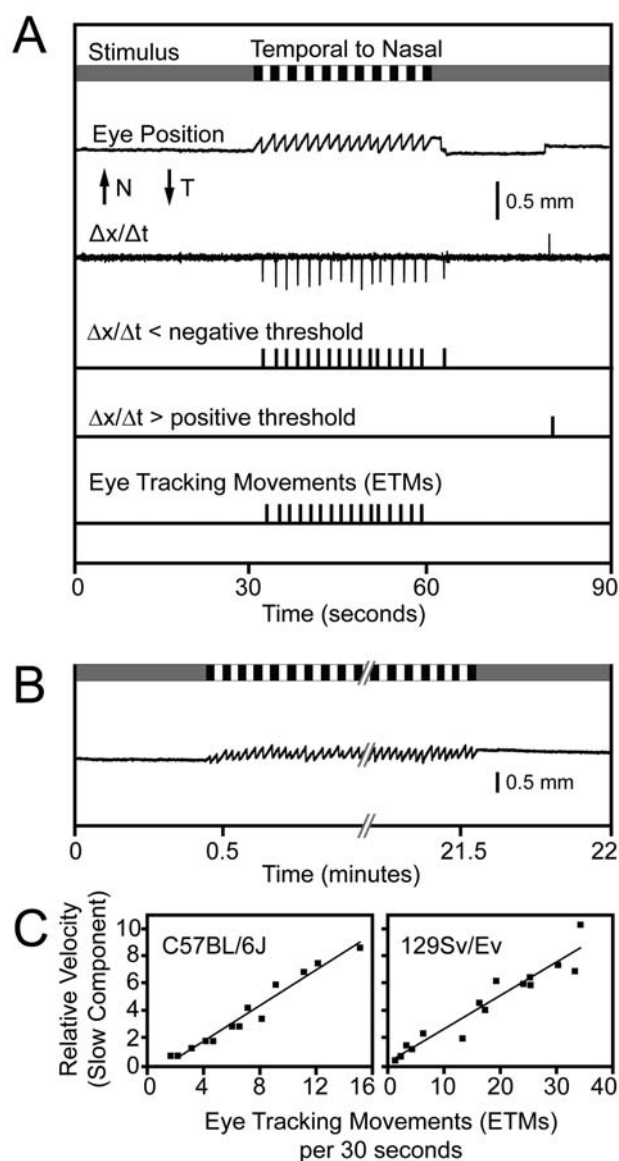 A
Stimulus
Temporal to Nasal
Eye Position
N T
0.5 mm
Δx/Δt
Δx/Δt < negative threshold
Δx/Δt > positive threshold
Eye Tracking Movements (ETMs)
0 30 60 90
Time (seconds)
B
0.5 mm
0 0.5 21.5 22
Time (minutes)
C
Relative Velocity
(Slow Component)
10
8
6
4
2
0
C57BL/6J
129Sv/Ev
0 4 8 12 16
0 10 20 30 40
Eye Tracking Movements (ETMs)
per 30 seconds